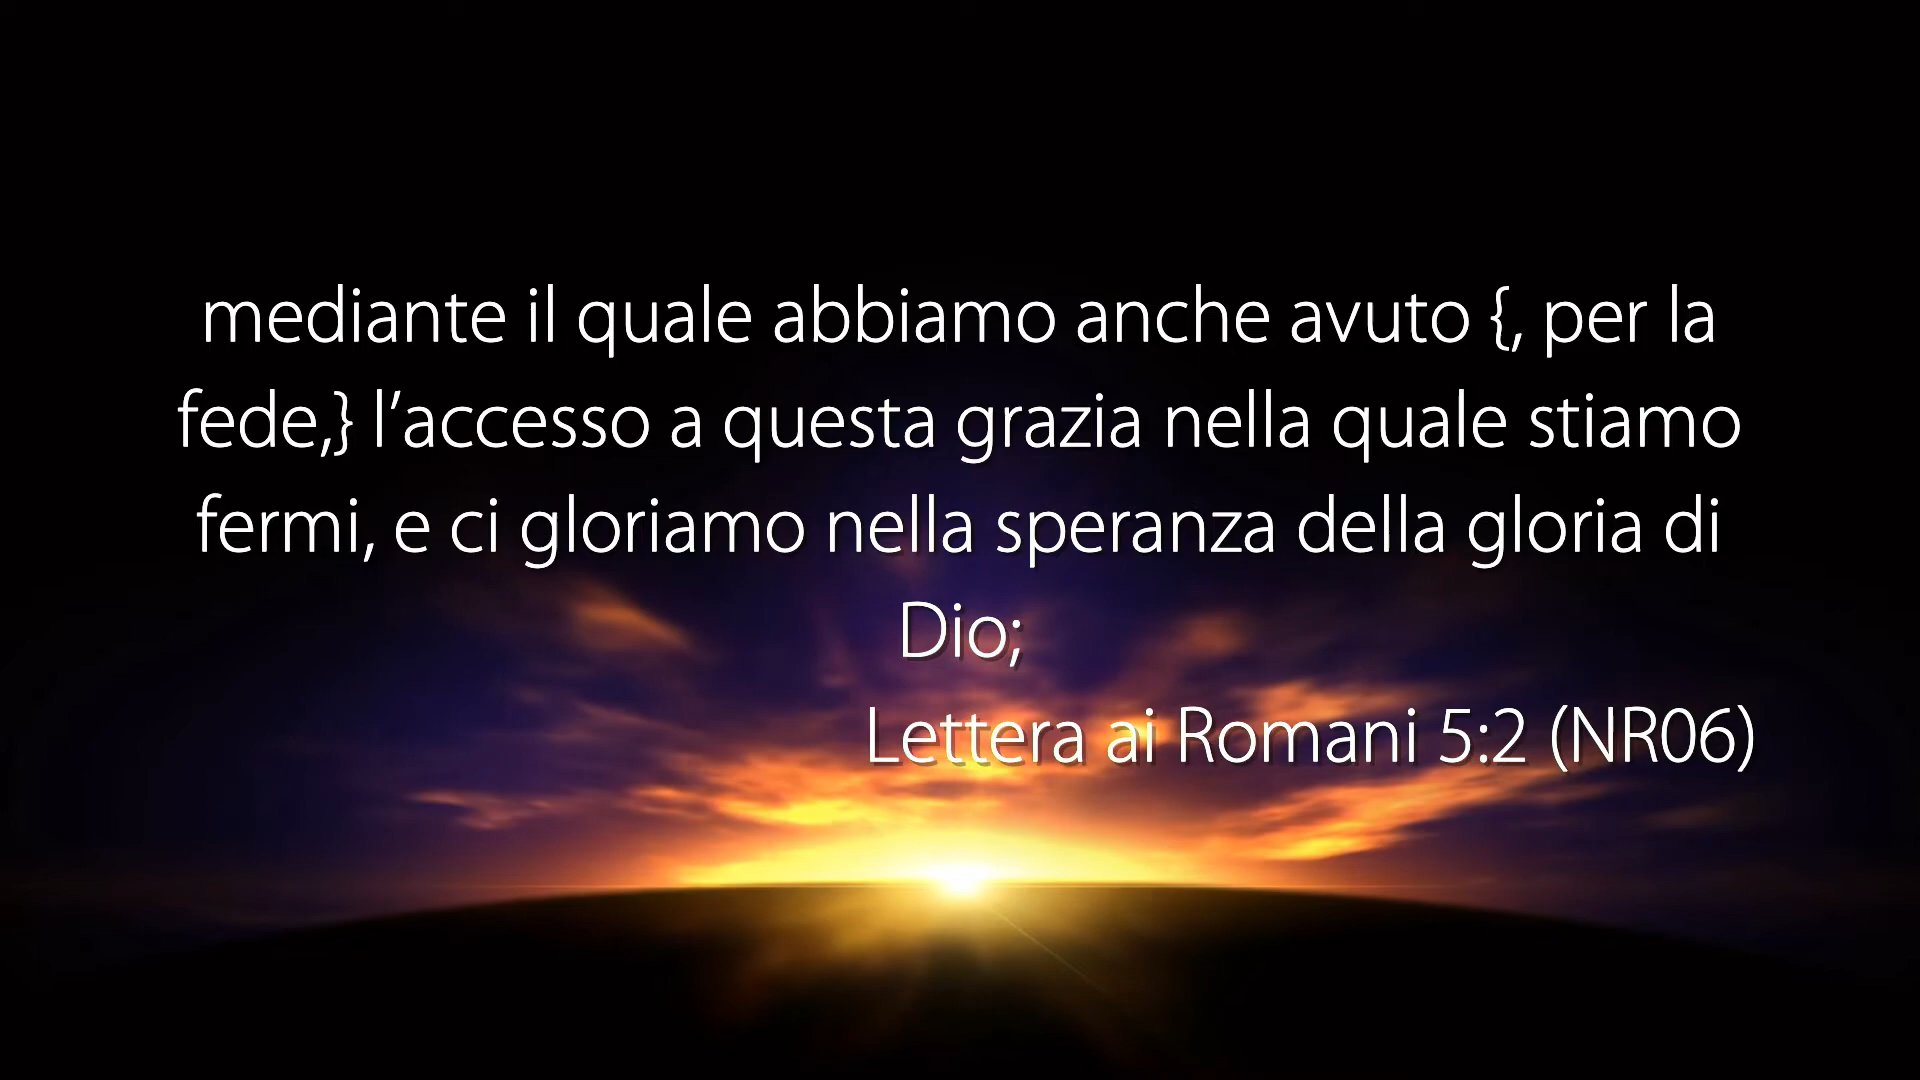 mediante il quale abbiamo anche avuto {, per la
fede,} l’accesso a questa grazia nella quale stiamo
fermi, e ci gloriamo nella speranza della gloria di
Dio;
Lettera ai Romani 5:2 (NR06)